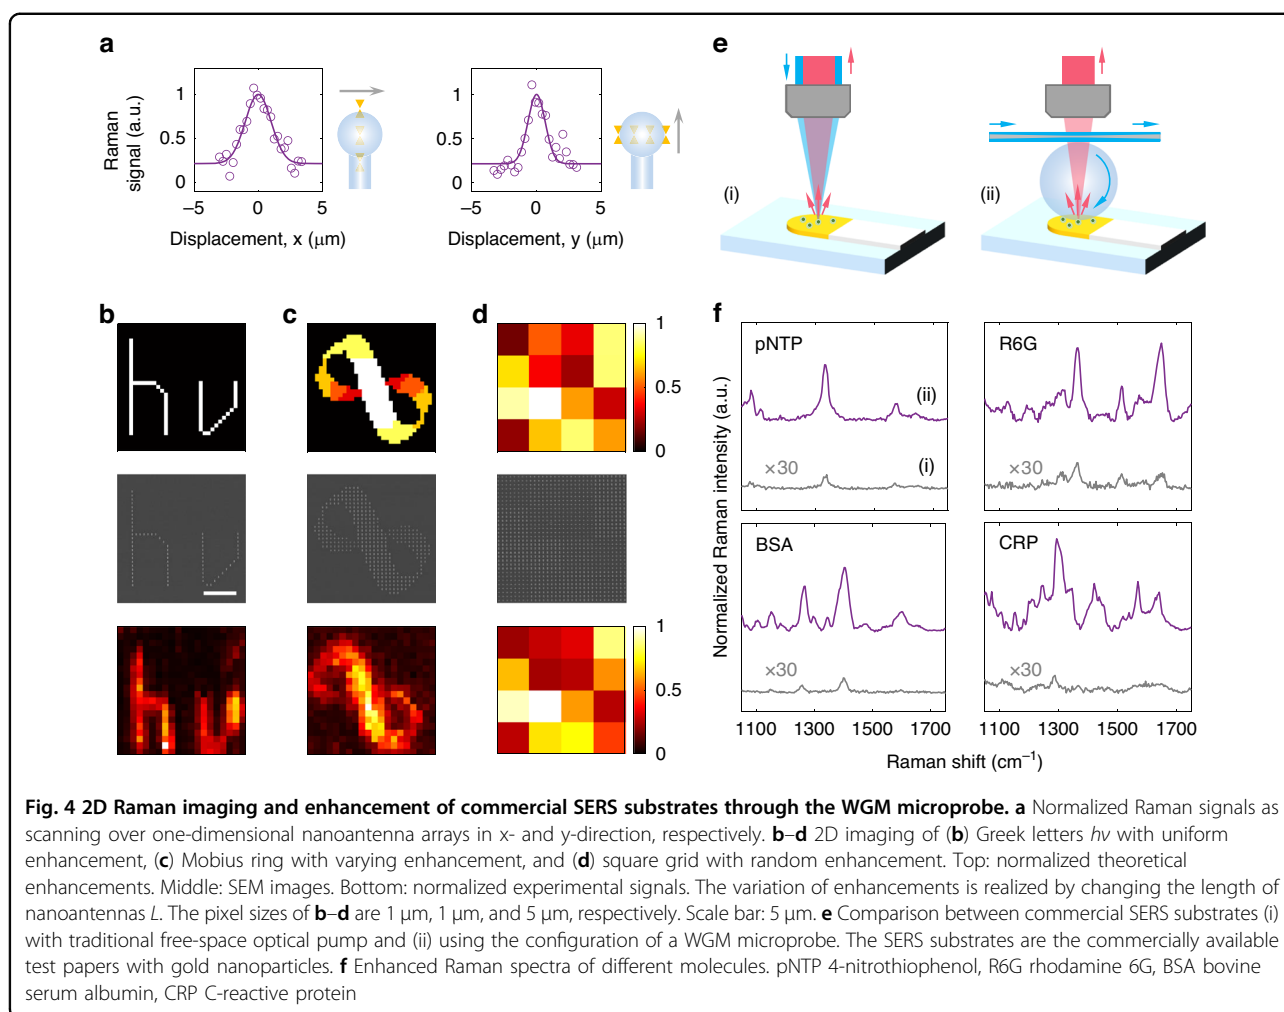 a
Raman
signal (a.u.)
1
0.5
0
−5 0 5
Displacement, x (μm)
1
0.5
0
−5 0 5
Displacement, y (μm)
e
(i)
(ii)
b
c
d
1
0.5
0
1
0.5
0
f
Normalized Raman intensity (a.u.)
pNTP
(ii)
×30
(i)
R6G
×30
BSA
×30
1100 1300 1500 1700
CRP
×30
1100 1300 1500 1700
Raman shift (cm⁻¹)
Fig. 4 2D Raman imaging and enhancement of commercial SERS substrates through the WGM microprobe. a Normalized Raman signals as
scanning over one-dimensional nanoantenna arrays in x- and y-direction, respectively. b–d 2D imaging of (b) Greek letters hν with uniform
enhancement, (c) Mobius ring with varying enhancement, and (d) square grid with random enhancement. Top: normalized theoretical
enhancements. Middle: SEM images. Bottom: normalized experimental signals. The variation of enhancements is realized by changing the length of
nanoantennas L. The pixel sizes of b–d are 1 μm, 1 μm, and 5 μm, respectively. Scale bar: 5 μm. e Comparison between commercial SERS substrates (i)
with traditional free-space optical pump and (ii) using the configuration of a WGM microprobe. The SERS substrates are the commercially available
test papers with gold nanoparticles. f Enhanced Raman spectra of different molecules. pNTP 4-nitrothiophenol, R6G rhodamine 6G, BSA bovine
serum albumin, CRP C-reactive protein